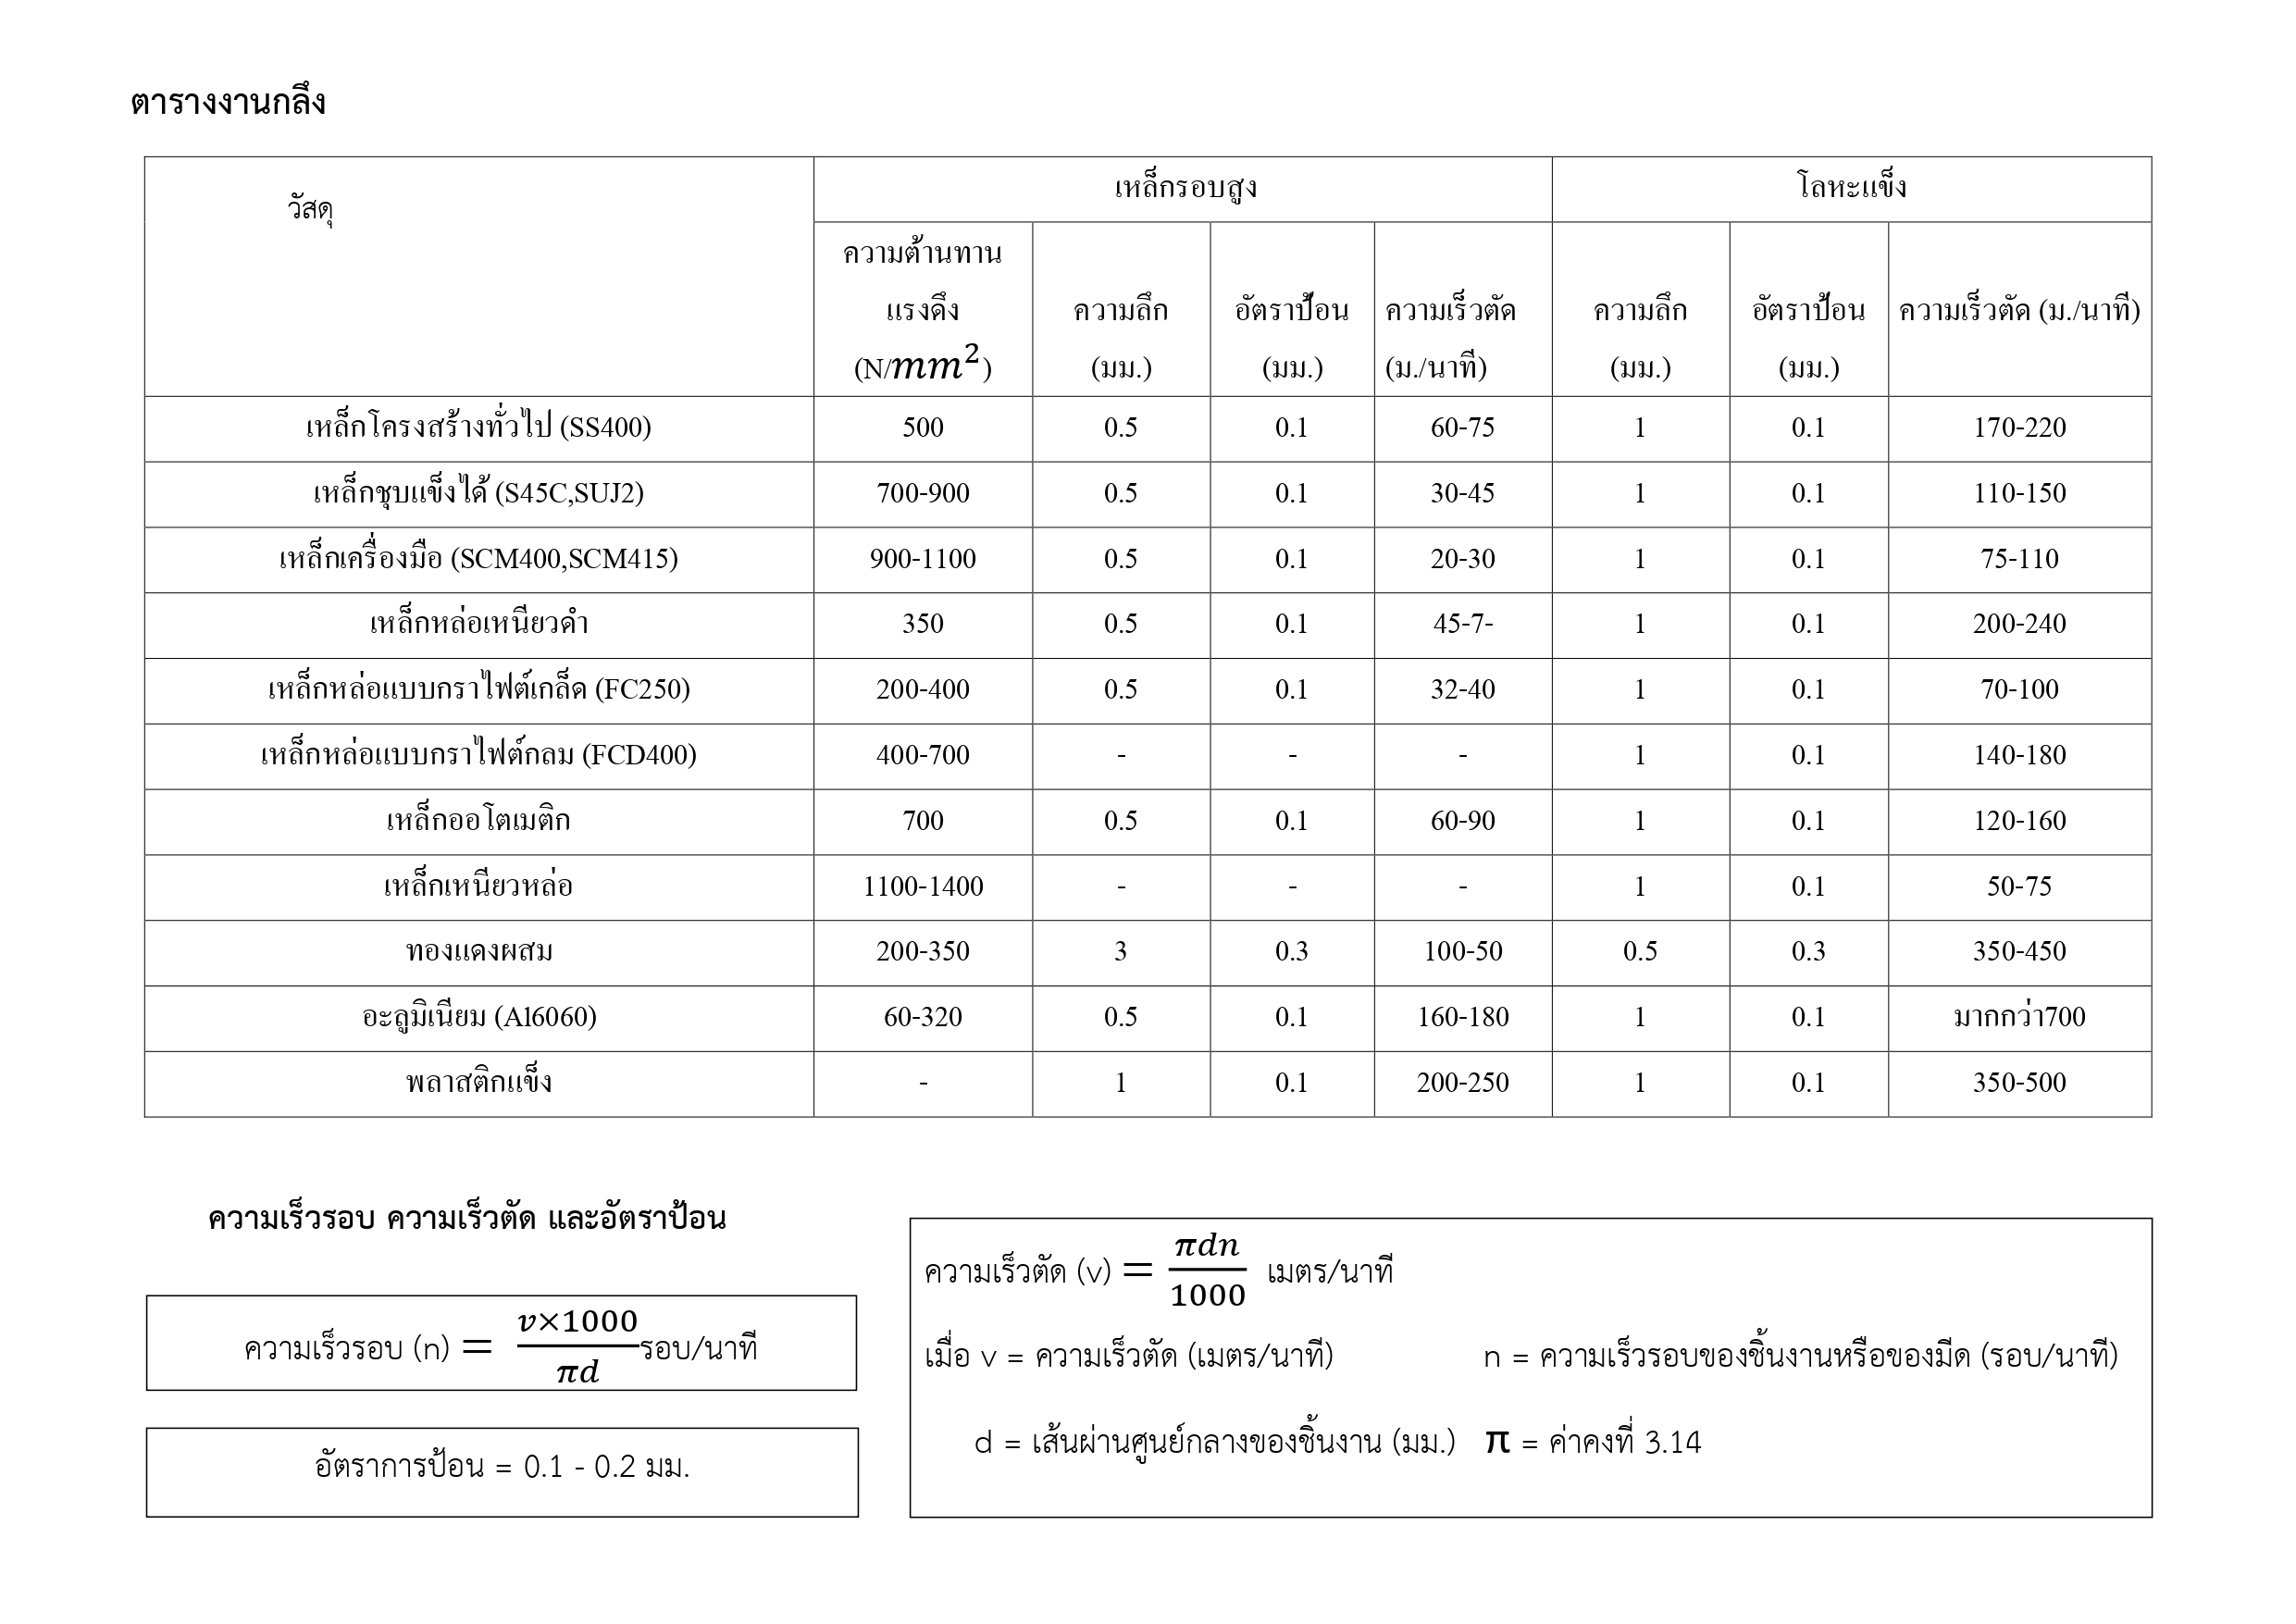 ตารางงานกลึง
วัสดุ เหล็กรอบสูง โลหะแข็ง
ความต้านทาน
แรงดึง ความลึก อัตราป้อน ความเร็วตัด ความลึก อัตราป้อน ความเร็วตัด (ม./นาที)
(N/mm²) (มม.) (มม.) (ม./นาที) (มม.) (มม.)
เหล็กโครงสร้างทั่วไป (SS400) 500 0.5 0.1 60-75 1 0.1 170-220
เหล็กชุบแข็งได้ (S45C,SUJ2) 700-900 0.5 0.1 30-45 1 0.1 110-150
เหล็กเครื่องมือ (SCM400,SCM415) 900-1100 0.5 0.1 20-30 1 0.1 75-110
เหล็กหล่อเหนียวดำ 350 0.5 0.1 45-7- 1 0.1 200-240
เหล็กหล่อแบบกราไฟต์เกล็ด (FC250) 200-400 0.5 0.1 32-40 1 0.1 70-100
เหล็กหล่อแบบกราไฟต์กลม (FCD400) 400-700 - - - 1 0.1 140-180
เหล็กออโตเมติก 700 0.5 0.1 60-90 1 0.1 120-160
เหล็กเหนียวหล่อ 1100-1400 - - - 1 0.1 50-75
ทองแดงผสม 200-350 3 0.3 100-50 0.5 0.3 350-450
อะลูมิเนียม (Al6060) 60-320 0.5 0.1 160-180 1 0.1 มากกว่า700
พลาสติกแข็ง - 1 0.1 200-250 1 0.1 350-500
ความเร็วรอบ ความเร็วตัด และอัตราป้อน
ความเร็วรอบ (n) = v×1000/πd รอบ/นาที
อัตราการป้อน = 0.1 - 0.2 มม.
ความเร็วตัด (v) = πdn/1000 เมตร/นาที
เมื่อ v = ความเร็วตัด (เมตร/นาที) n = ความเร็วรอบของชิ้นงานหรือของมีด (รอบ/นาที)
d = เส้นผ่านศูนย์กลางของชิ้นงาน (มม.) π = ค่าคงที่ 3.14